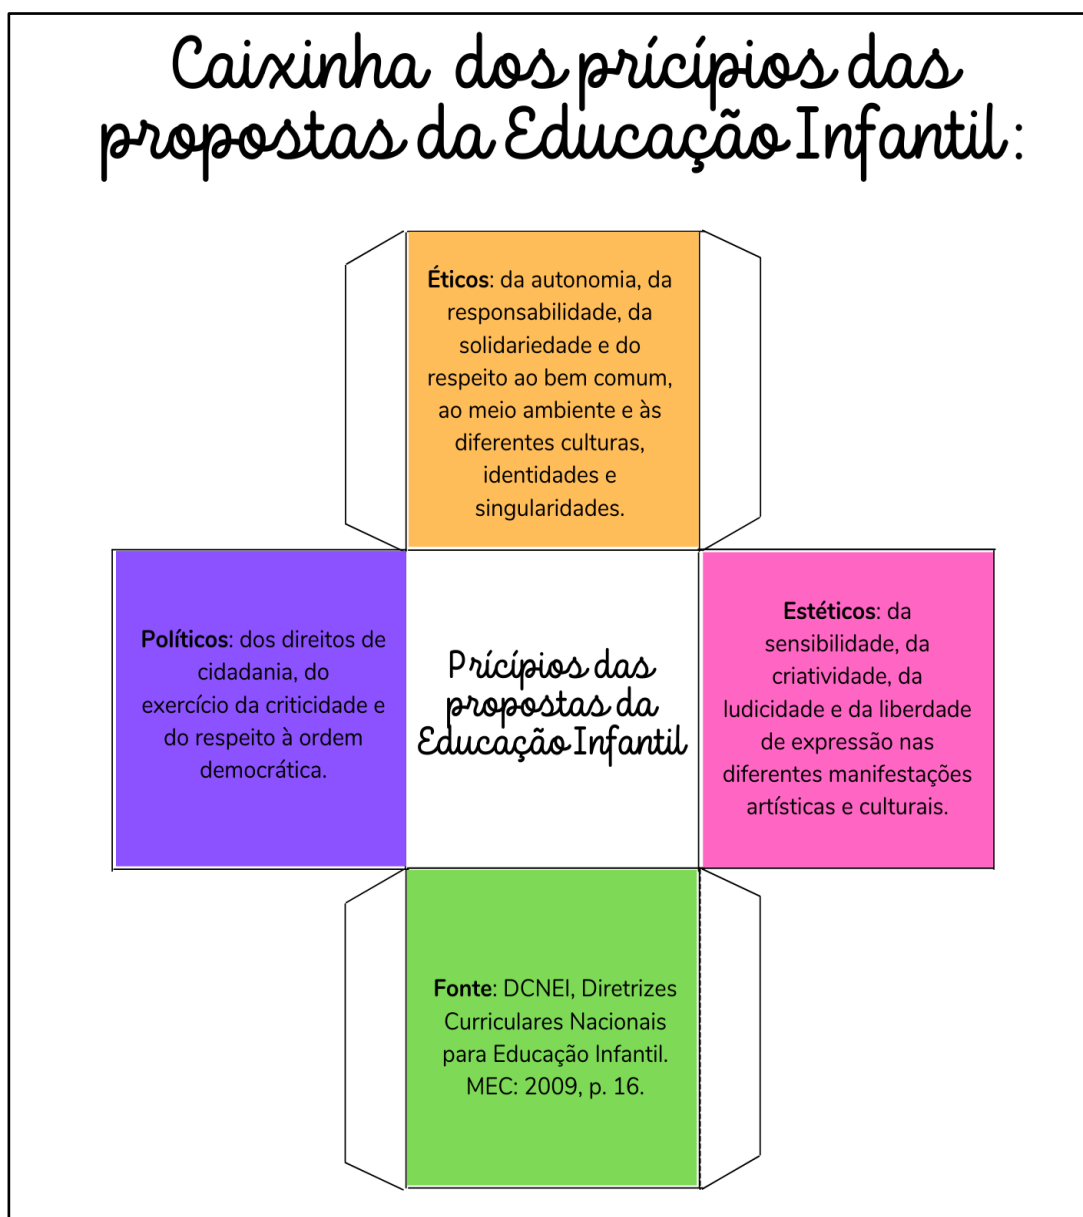 Caixinha dos prícípios das
propostas da Educação Infantil:
Éticos: da autonomia, da
responsabilidade, da
solidariedade e do
respeito ao bem comum,
ao meio ambiente e às
diferentes culturas,
identidades e
singularidades.
Políticos: dos direitos de
cidadania, do
exercício da criticidade e
do respeito à ordem
democrática.
Prícípios das
propostas da
Educação Infantil
Estéticos: da
sensibilidade, da
criatividade, da
ludicidade e da liberdade
de expressão nas
diferentes manifestações
artísticas e culturais.
Fonte: DCNEI, Diretrizes
Curriculares Nacionais
para Educação Infantil.
MEC: 2009, p. 16.